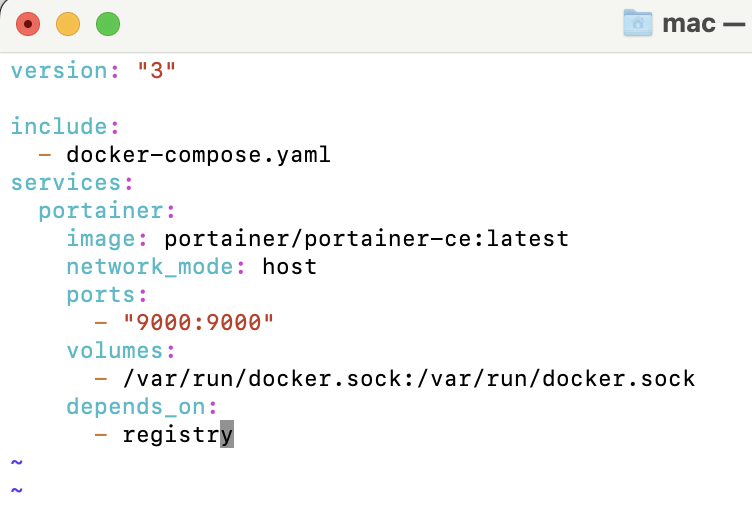 mac —
version: "3"

include:
  - docker-compose.yaml
services:
  portainer:
    image: portainer/portainer-ce:latest
    network_mode: host
    ports:
      - "9000:9000"
    volumes:
      - /var/run/docker.sock:/var/run/docker.sock
    depends_on:
      - registry
~
~